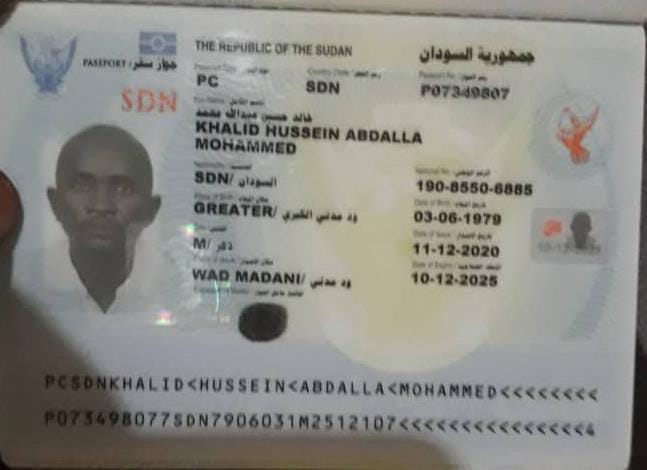 THE REPUBLIC OF THE SUDAN جمهورية السودان
PASSPORT / جواز سفر
PC SDN P07349807
SDN
خالد حسين عبدالله محمد
KHALID HUSSEIN ABDALLA
MOHAMMED
SDN/ السودان 190-8550-6885
GREATER/ ود مدني الكبرى 03-06-1979
M/ ذكر 11-12-2020
WAD MADANI/ ود مدني 10-12-2025
PCSDNKHALID<HUSSEIN<ABDALLA<MOHAMMED<<<<<<<<
P073498077SDN7906031M2512107<<<<<<<<<<<<<<<4